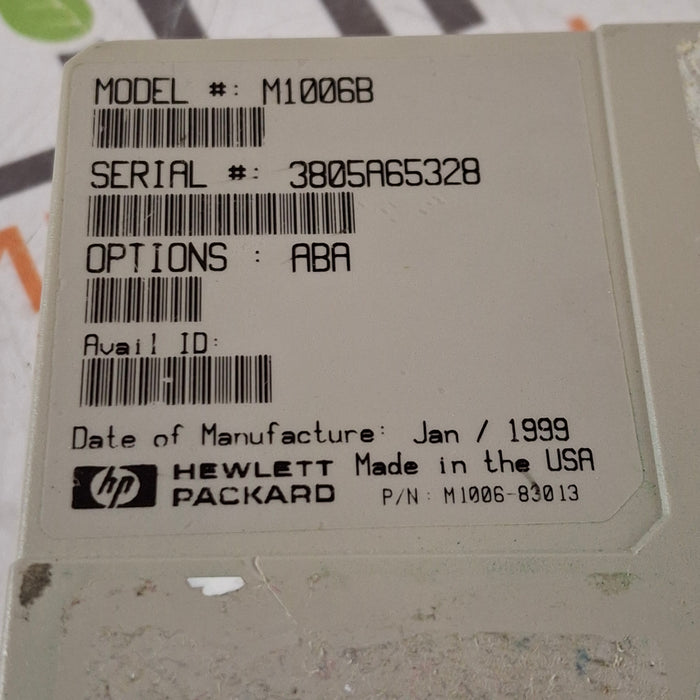 MODEL #: M1006B
SERIAL #: 3805A65328
OPTIONS : ABA
Avail ID:
Date of Manufacture: Jan / 1999
hp HEWLETT PACKARD Made in the USA
P/N: M1006-83013